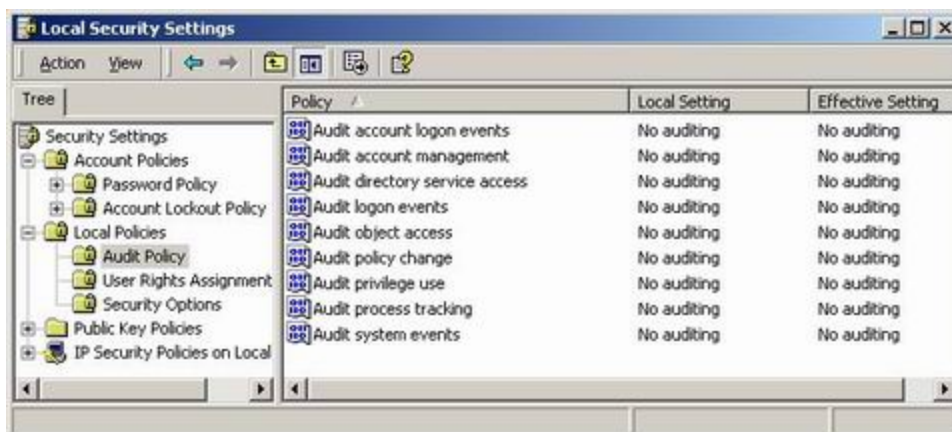 Local Security Settings
Action View
Tree
Policy Local Setting Effective Setting
Security Settings
Account Policies
Password Policy
Account Lockout Policy
Local Policies
Audit Policy
User Rights Assignment
Security Options
Public Key Policies
IP Security Policies on Local
Audit account logon events No auditing No auditing
Audit account management No auditing No auditing
Audit directory service access No auditing No auditing
Audit logon events No auditing No auditing
Audit object access No auditing No auditing
Audit policy change No auditing No auditing
Audit privilege use No auditing No auditing
Audit process tracking No auditing No auditing
Audit system events No auditing No auditing